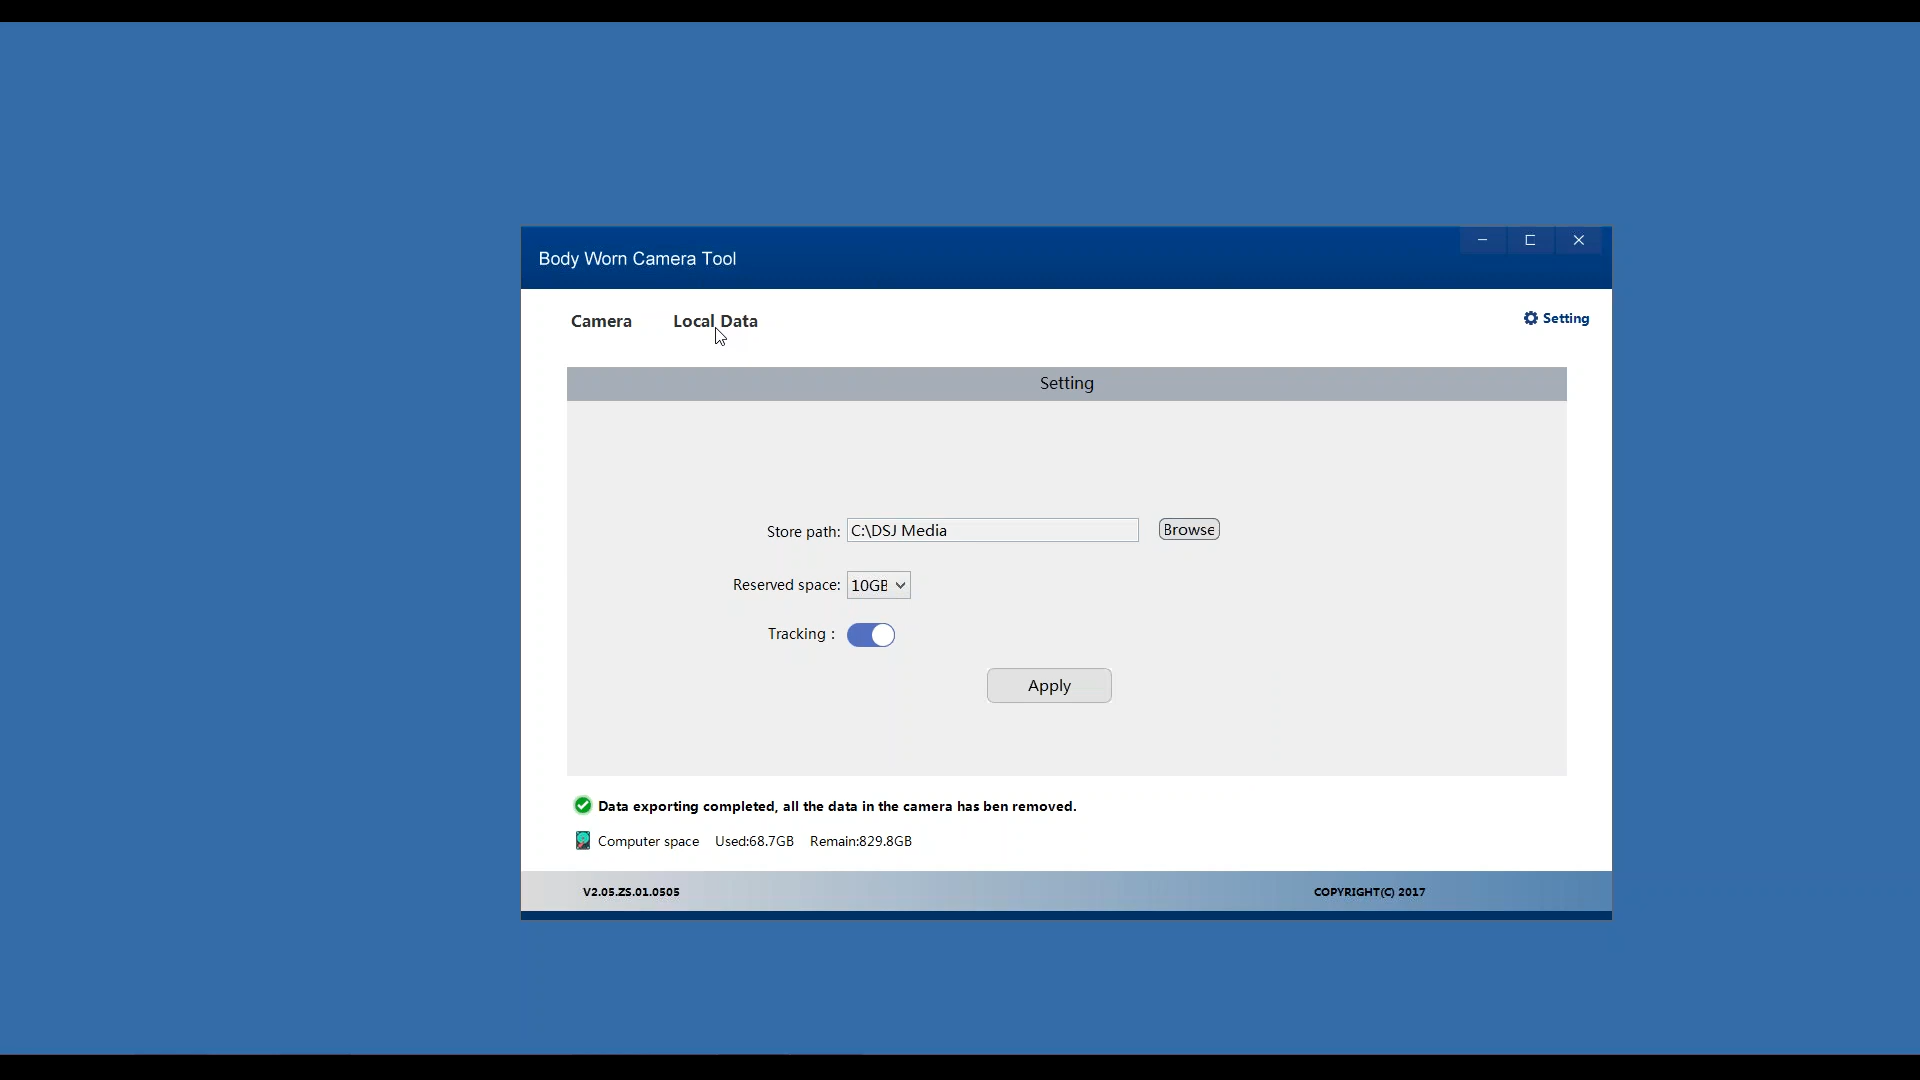 Body Worn Camera Tool
Camera Local Data Setting
Setting
Store path: C:\DSJ Media Browse
Reserved space: 10GB
Tracking :
Apply
Data exporting completed, all the data in the camera has ben removed.
Computer space Used:68.7GB Remain:829.8GB
V2.05.ZS.01.0505 COPYRIGHT(C) 2017